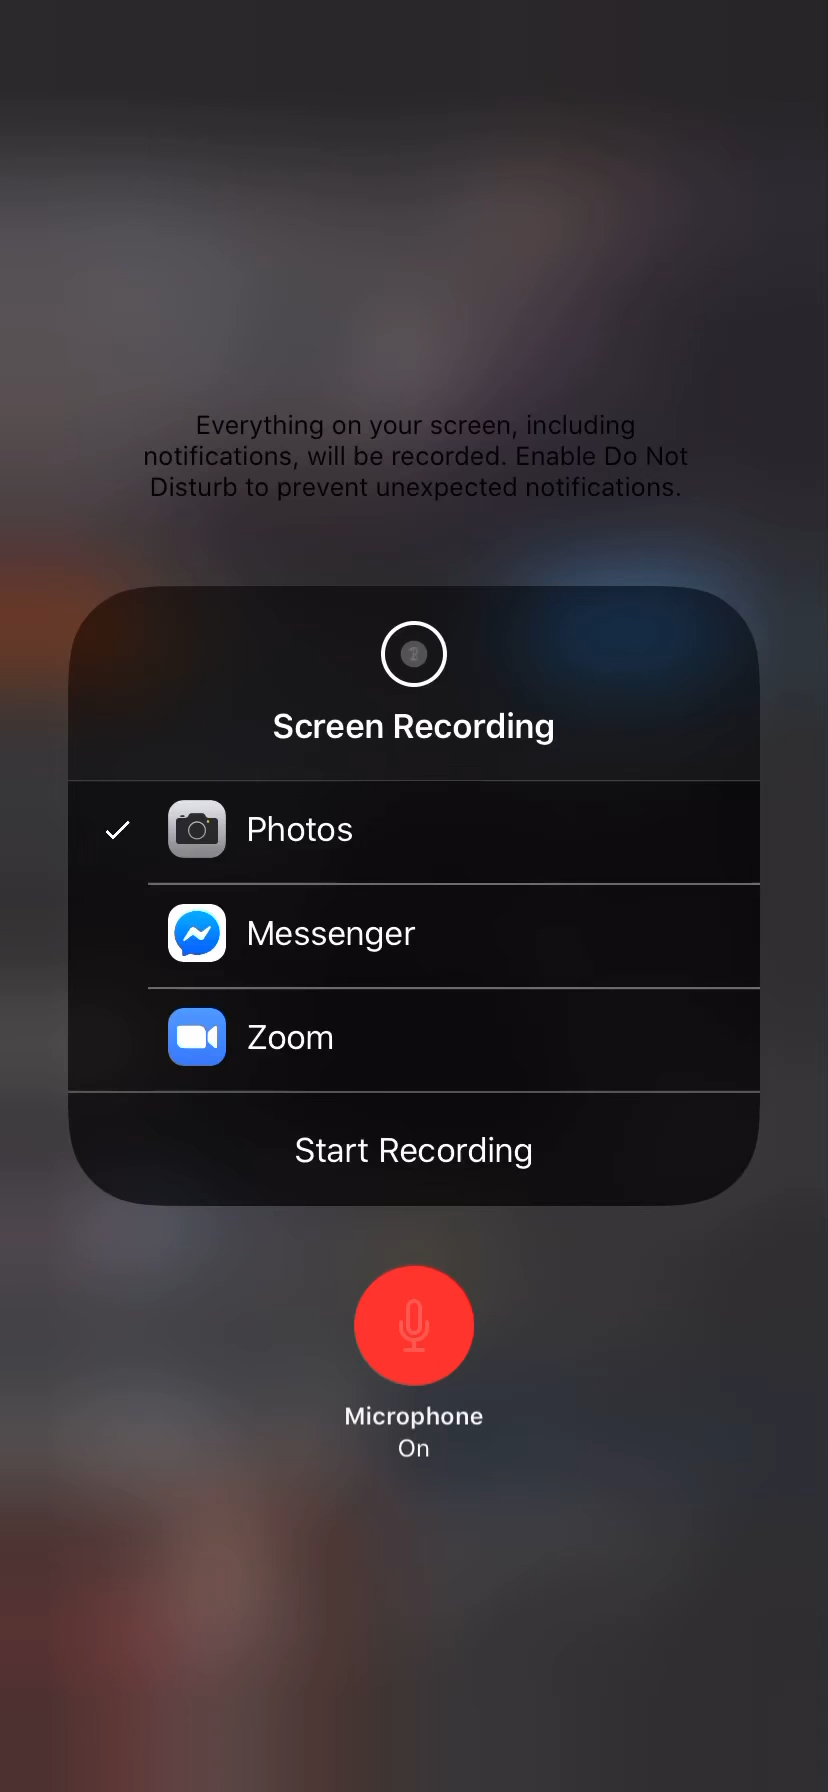 Everything on your screen, including
notifications, will be recorded. Enable Do Not
Disturb to prevent unexpected notifications.
Screen Recording
Photos
Messenger
Zoom
Start Recording
Microphone
On